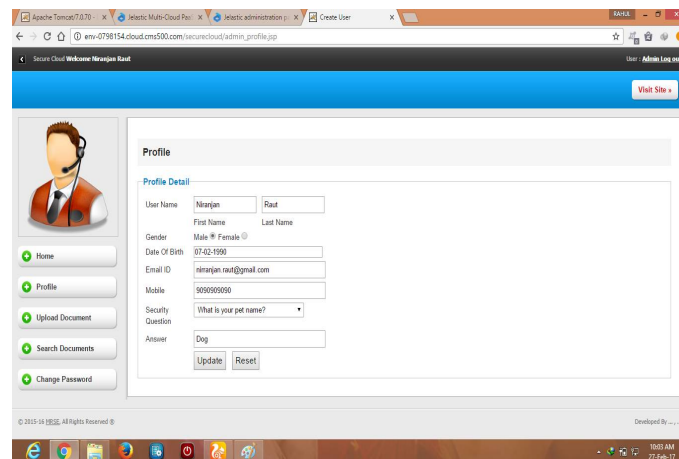 Apache Tomcat/7.0.70 -
Jelastic Multi-Cloud Paa
Jelastic administration p
Create User
RAHUL
env-0798154.cloud.cms500.com/securecloud/admin_profile.jsp
Secure Cloud Welcome Niranjan Raut
User : Admin Log ou
Visit Site »
Profile
Profile Detail
User Name Niranjan Raut
First Name Last Name
Gender Male Female
Date Of Birth 07-02-1990
Email ID nirranjan.raut@gmail.com
Mobile 9090909090
Security What is your pet name?
Question
Answer Dog
Update Reset
Home
Profile
Upload Document
Search Documents
Change Password
© 2015-16 MRSE, All Rights Reserved ®
Developed By ... , .
10:03 AM
27-Feb-17